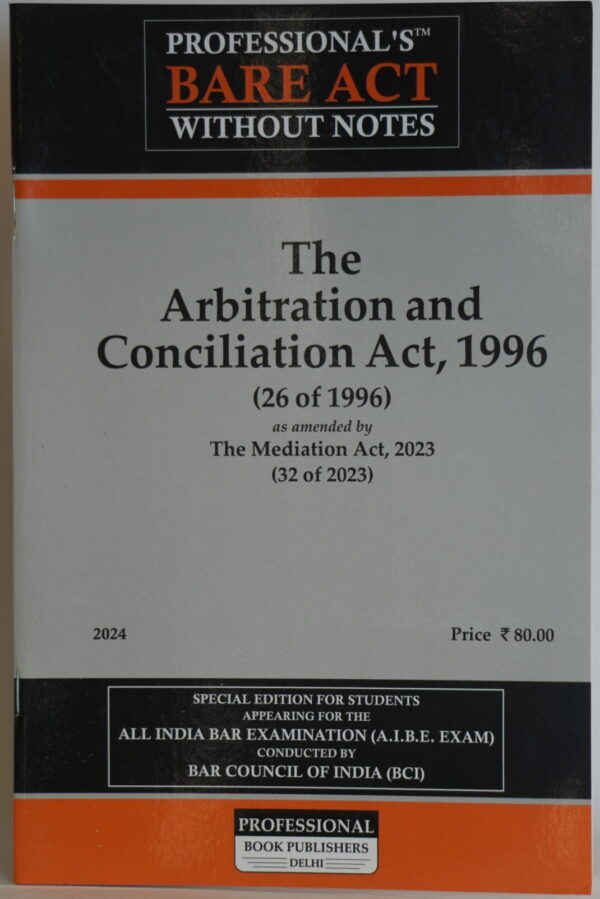 PROFESSIONAL'S™
BARE ACT
WITHOUT NOTES
The
Arbitration and
Conciliation Act, 1996
(26 of 1996)
as amended by
The Mediation Act, 2023
(32 of 2023)
2024
Price ₹ 80.00
SPECIAL EDITION FOR STUDENTS
APPEARING FOR THE
ALL INDIA BAR EXAMINATION (A.I.B.E. EXAM)
CONDUCTED BY
BAR COUNCIL OF INDIA (BCI)
PROFESSIONAL
BOOK PUBLISHERS
DELHI